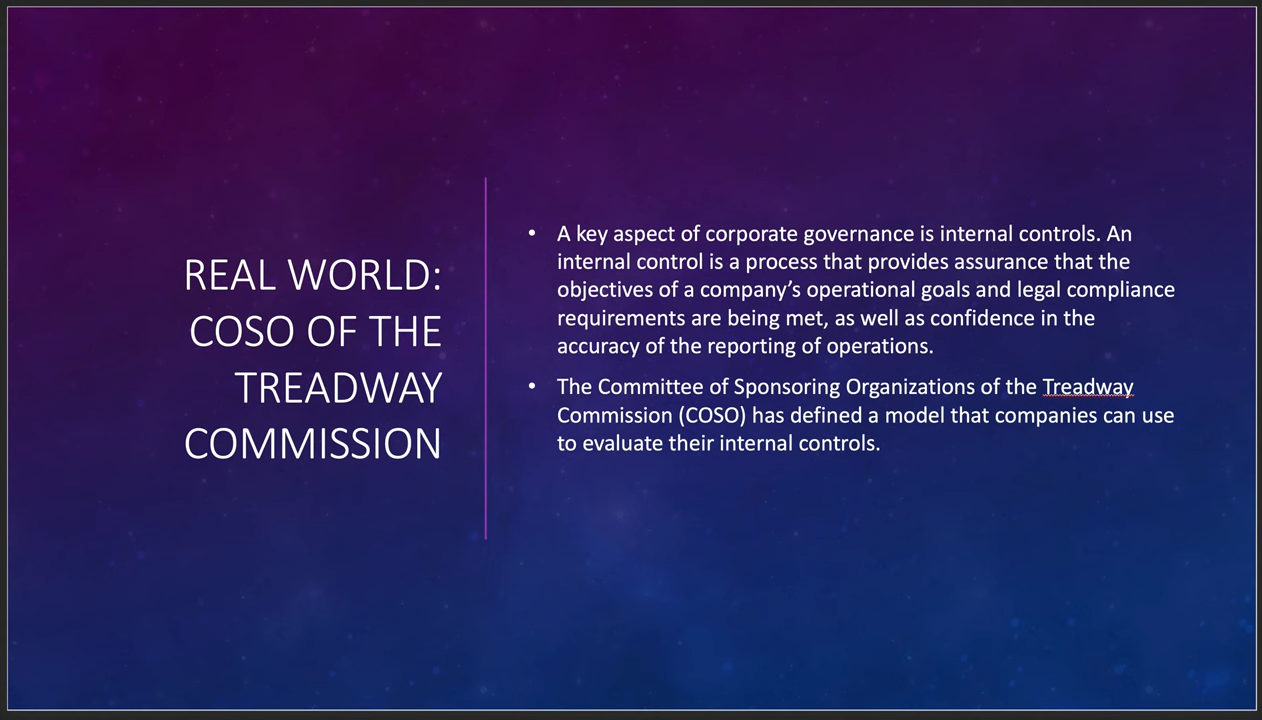 REAL WORLD:
COSO OF THE
TREADWAY
COMMISSION
• A key aspect of corporate governance is internal controls. An
internal control is a process that provides assurance that the
objectives of a company’s operational goals and legal compliance
requirements are being met, as well as confidence in the
accuracy of the reporting of operations.
• The Committee of Sponsoring Organizations of the Treadway
Commission (COSO) has defined a model that companies can use
to evaluate their internal controls.